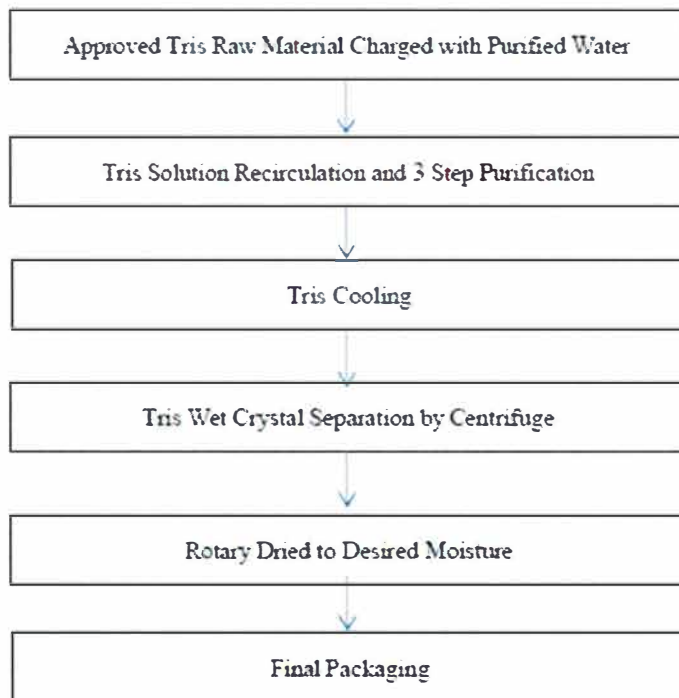 Approved Tris Raw Material Charged with Purified Water
Tris Solution Recirculation and 3 Step Purification
Tris Cooling
Tris Wet Crystal Separation by Centrifuge
Rotary Dried to Desired Moisture
Final Packaging